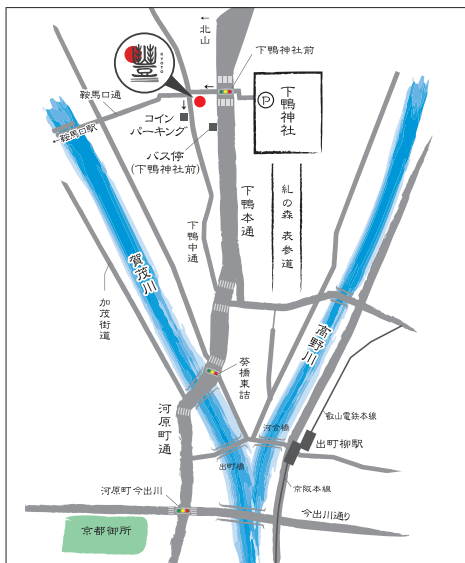 ↑北山
下鴨神社前
豊
KYOTO
鞍馬口通
←鞍馬口駅
←
P
下鴨神社
↓
コイン
パーキング
バス停
(下鴨神社前)
下鴨本通
糺の森 表参道
下鴨中通
賀茂川
加茂街道
高野川
葵橋東詰
河原町通
河合橋
叡山電鉄本線
出町柳駅
出町橋
京阪本線
河原町今出川
今出川通り
京都御所